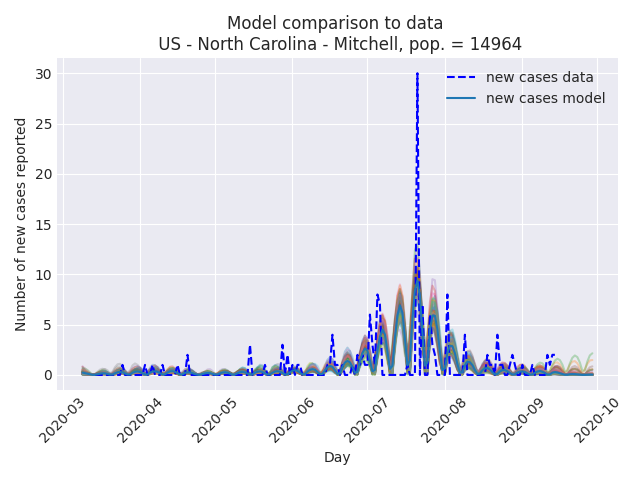 Model comparison to data
US - North Carolina - Mitchell, pop. = 14964
new cases data
new cases model
Number of new cases reported
30
25
20
15
10
5
0
2020-03
2020-04
2020-05
2020-06
2020-07
2020-08
2020-09
2020-10
Day